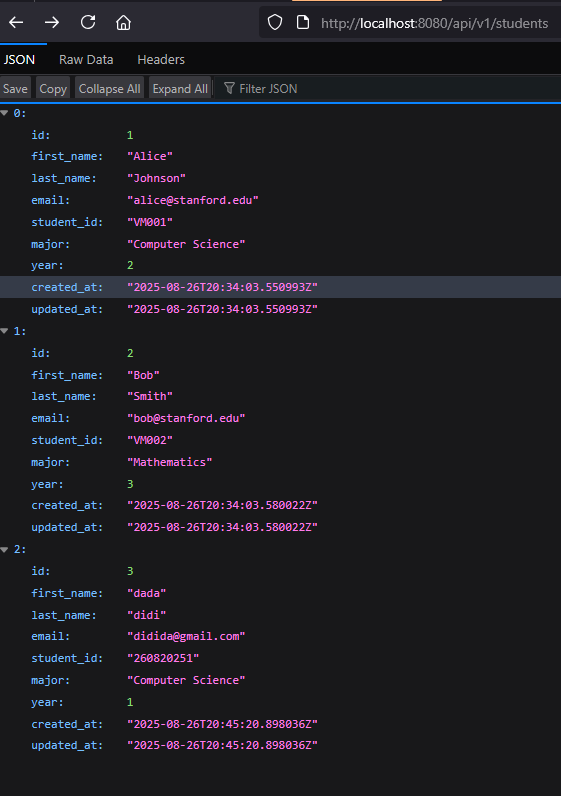 http://localhost:8080/api/v1/students
JSON Raw Data Headers
Save Copy Collapse All Expand All Filter JSON
0:
id: 1
first_name: "Alice"
last_name: "Johnson"
email: "alice@stanford.edu"
student_id: "VM001"
major: "Computer Science"
year: 2
created_at: "2025-08-26T20:34:03.550993Z"
updated_at: "2025-08-26T20:34:03.550993Z"
1:
id: 2
first_name: "Bob"
last_name: "Smith"
email: "bob@stanford.edu"
student_id: "VM002"
major: "Mathematics"
year: 3
created_at: "2025-08-26T20:34:03.580022Z"
updated_at: "2025-08-26T20:34:03.580022Z"
2:
id: 3
first_name: "dada"
last_name: "didi"
email: "didida@gmail.com"
student_id: "260820251"
major: "Computer Science"
year: 1
created_at: "2025-08-26T20:45:20.898036Z"
updated_at: "2025-08-26T20:45:20.898036Z"